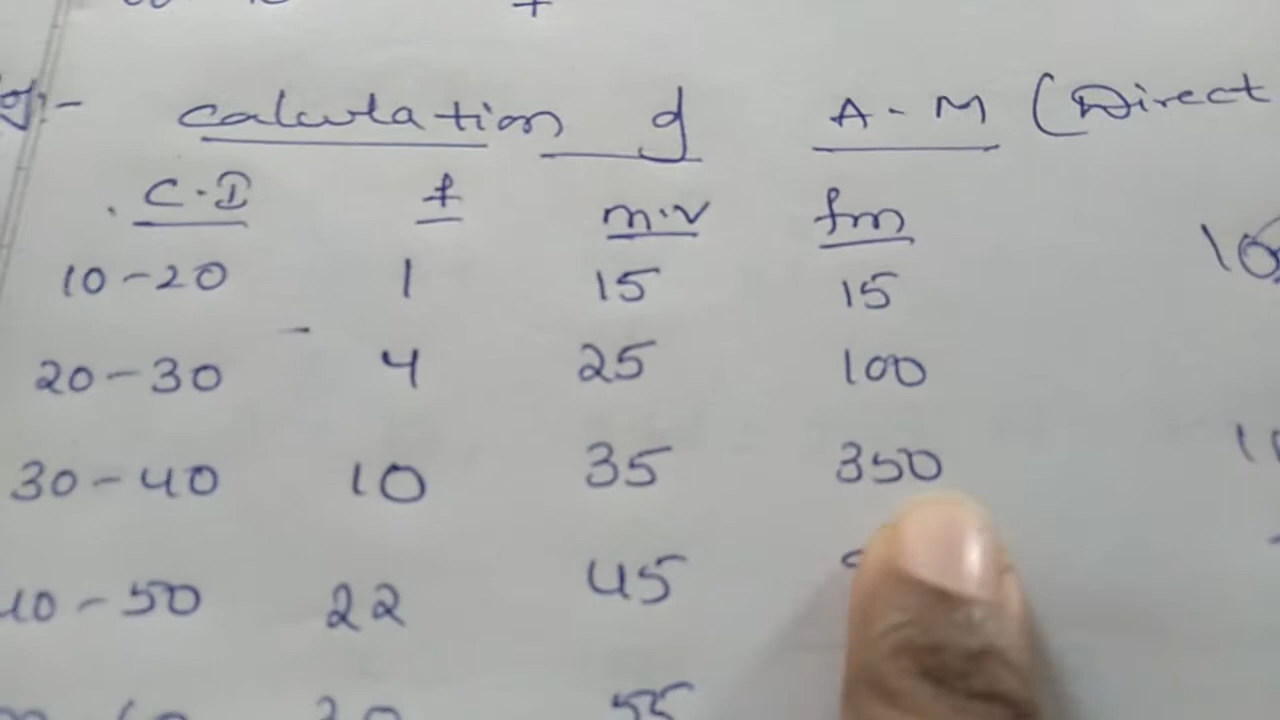 Calculation of A-M (Direct
C.I f m.v fm
10-20 1 15 15
20-30 4 25 100
30-40 10 35 350
40-50 22 45
55